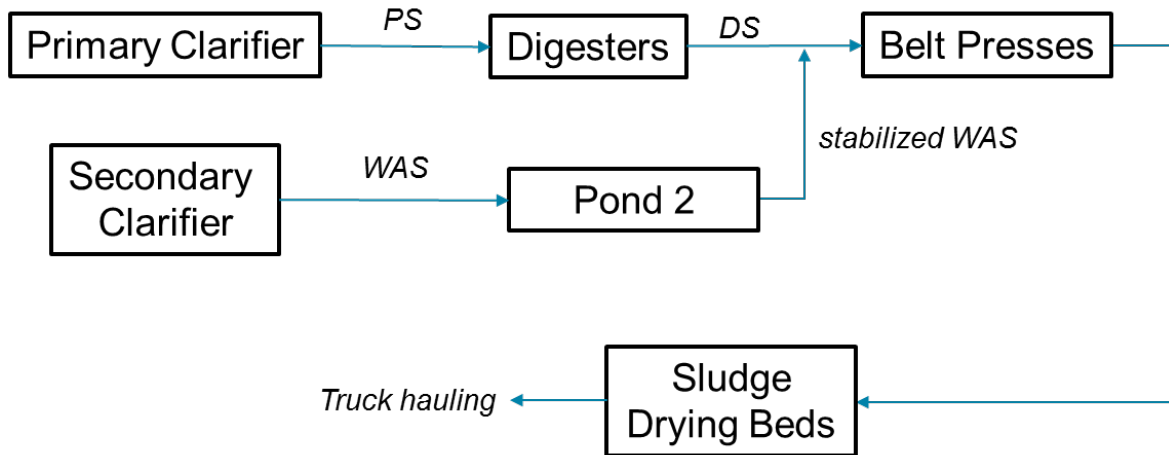 Primary Clarifier
PS
Digesters
DS
Belt Presses
stabilized WAS
Secondary
Clarifier
WAS
Pond 2
Truck hauling
Sludge
Drying Beds